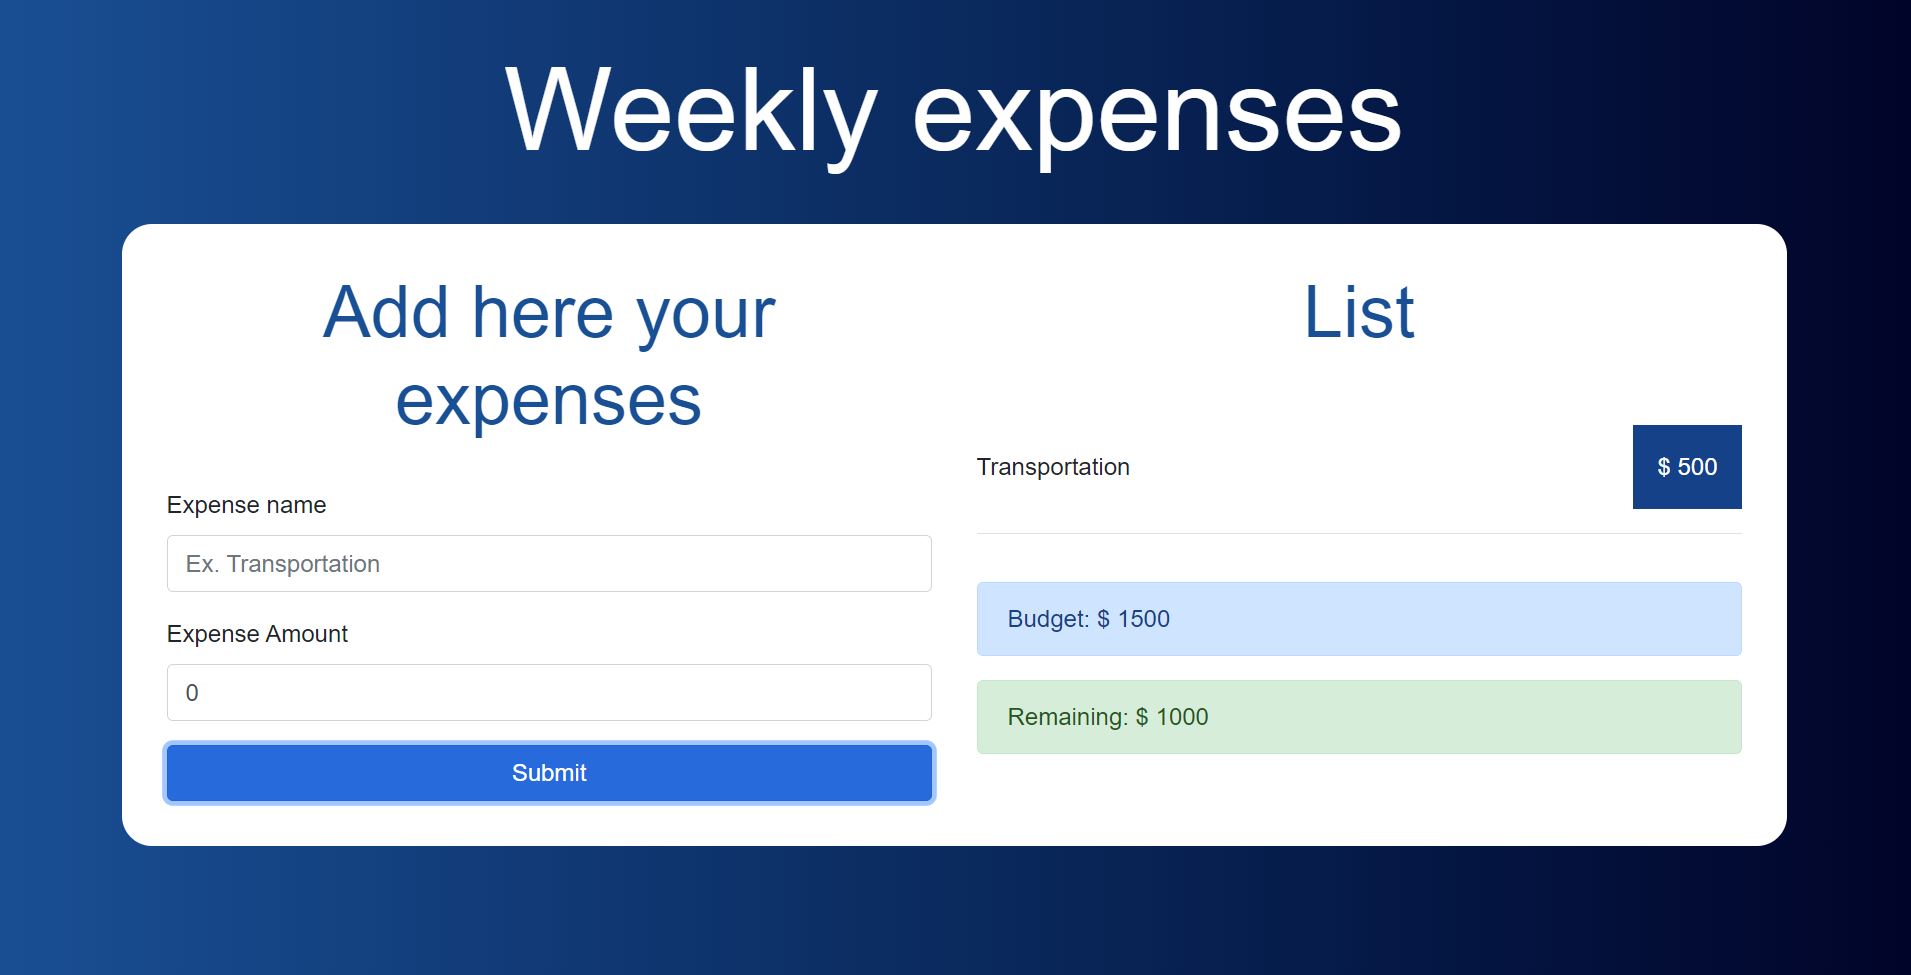 Weekly expenses
Add here your
expenses
Expense name
Ex. Transportation
Expense Amount
0
Submit
List
Transportation
$ 500
Budget: $ 1500
Remaining: $ 1000